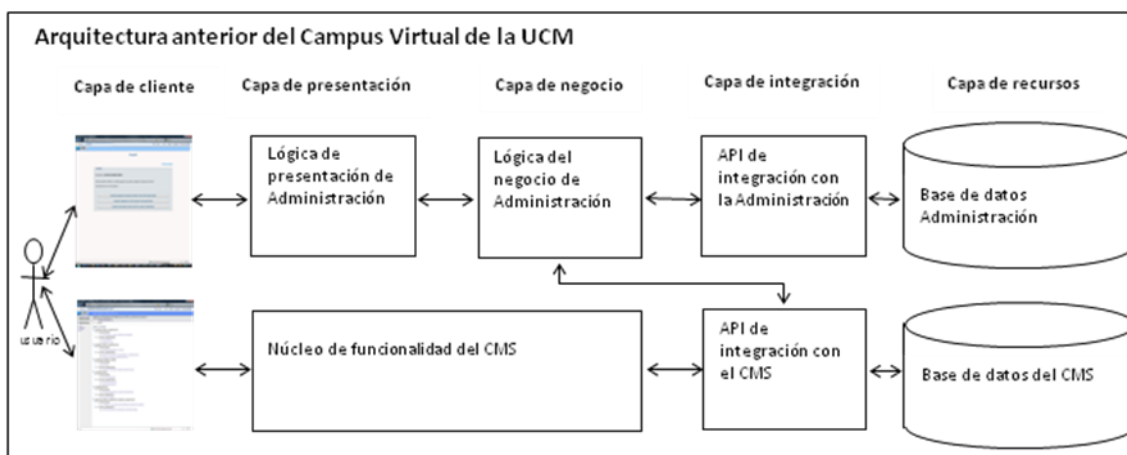 Arquitectura anterior del Campus Virtual de la UCM
Capa de cliente
Capa de presentación
Capa de negocio
Capa de integración
Capa de recursos
Lógica de
presentación de
Administración
Lógica del
negocio de
Administración
API de
integración con
la Administración
Base de datos
Administración
usuario
Núcleo de funcionalidad del CMS
API de
integración con
el CMS
Base de datos del CMS